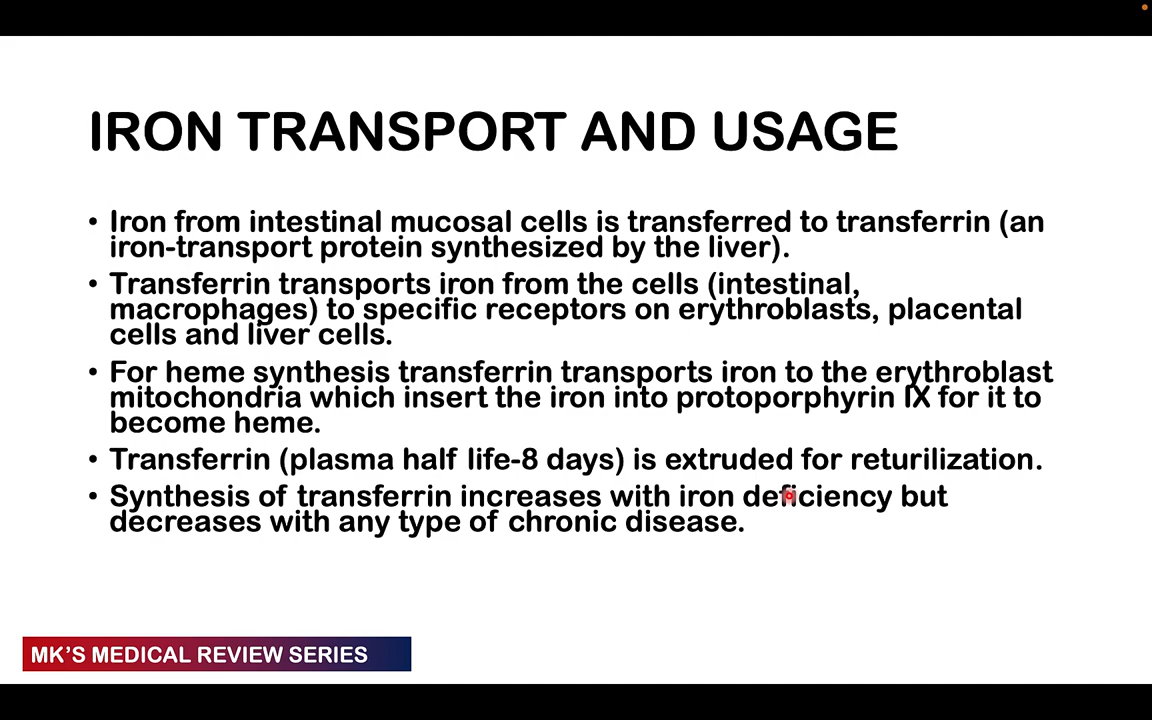 IRON TRANSPORT AND USAGE
• Iron from intestinal mucosal cells is transferred to transferrin (an
iron-transport protein synthesized by the liver).
• Transferrin transports iron from the cells (intestinal,
macrophages) to specific receptors on erythroblasts, placental
cells and liver cells.
• For heme synthesis transferrin transports iron to the erythroblast
mitochondria which insert the iron into protoporphyrin IX for it to
become heme.
• Transferrin (plasma half life-8 days) is extruded for returilization.
• Synthesis of transferrin increases with iron deficiency but
decreases with any type of chronic disease.
MK'S MEDICAL REVIEW SERIES